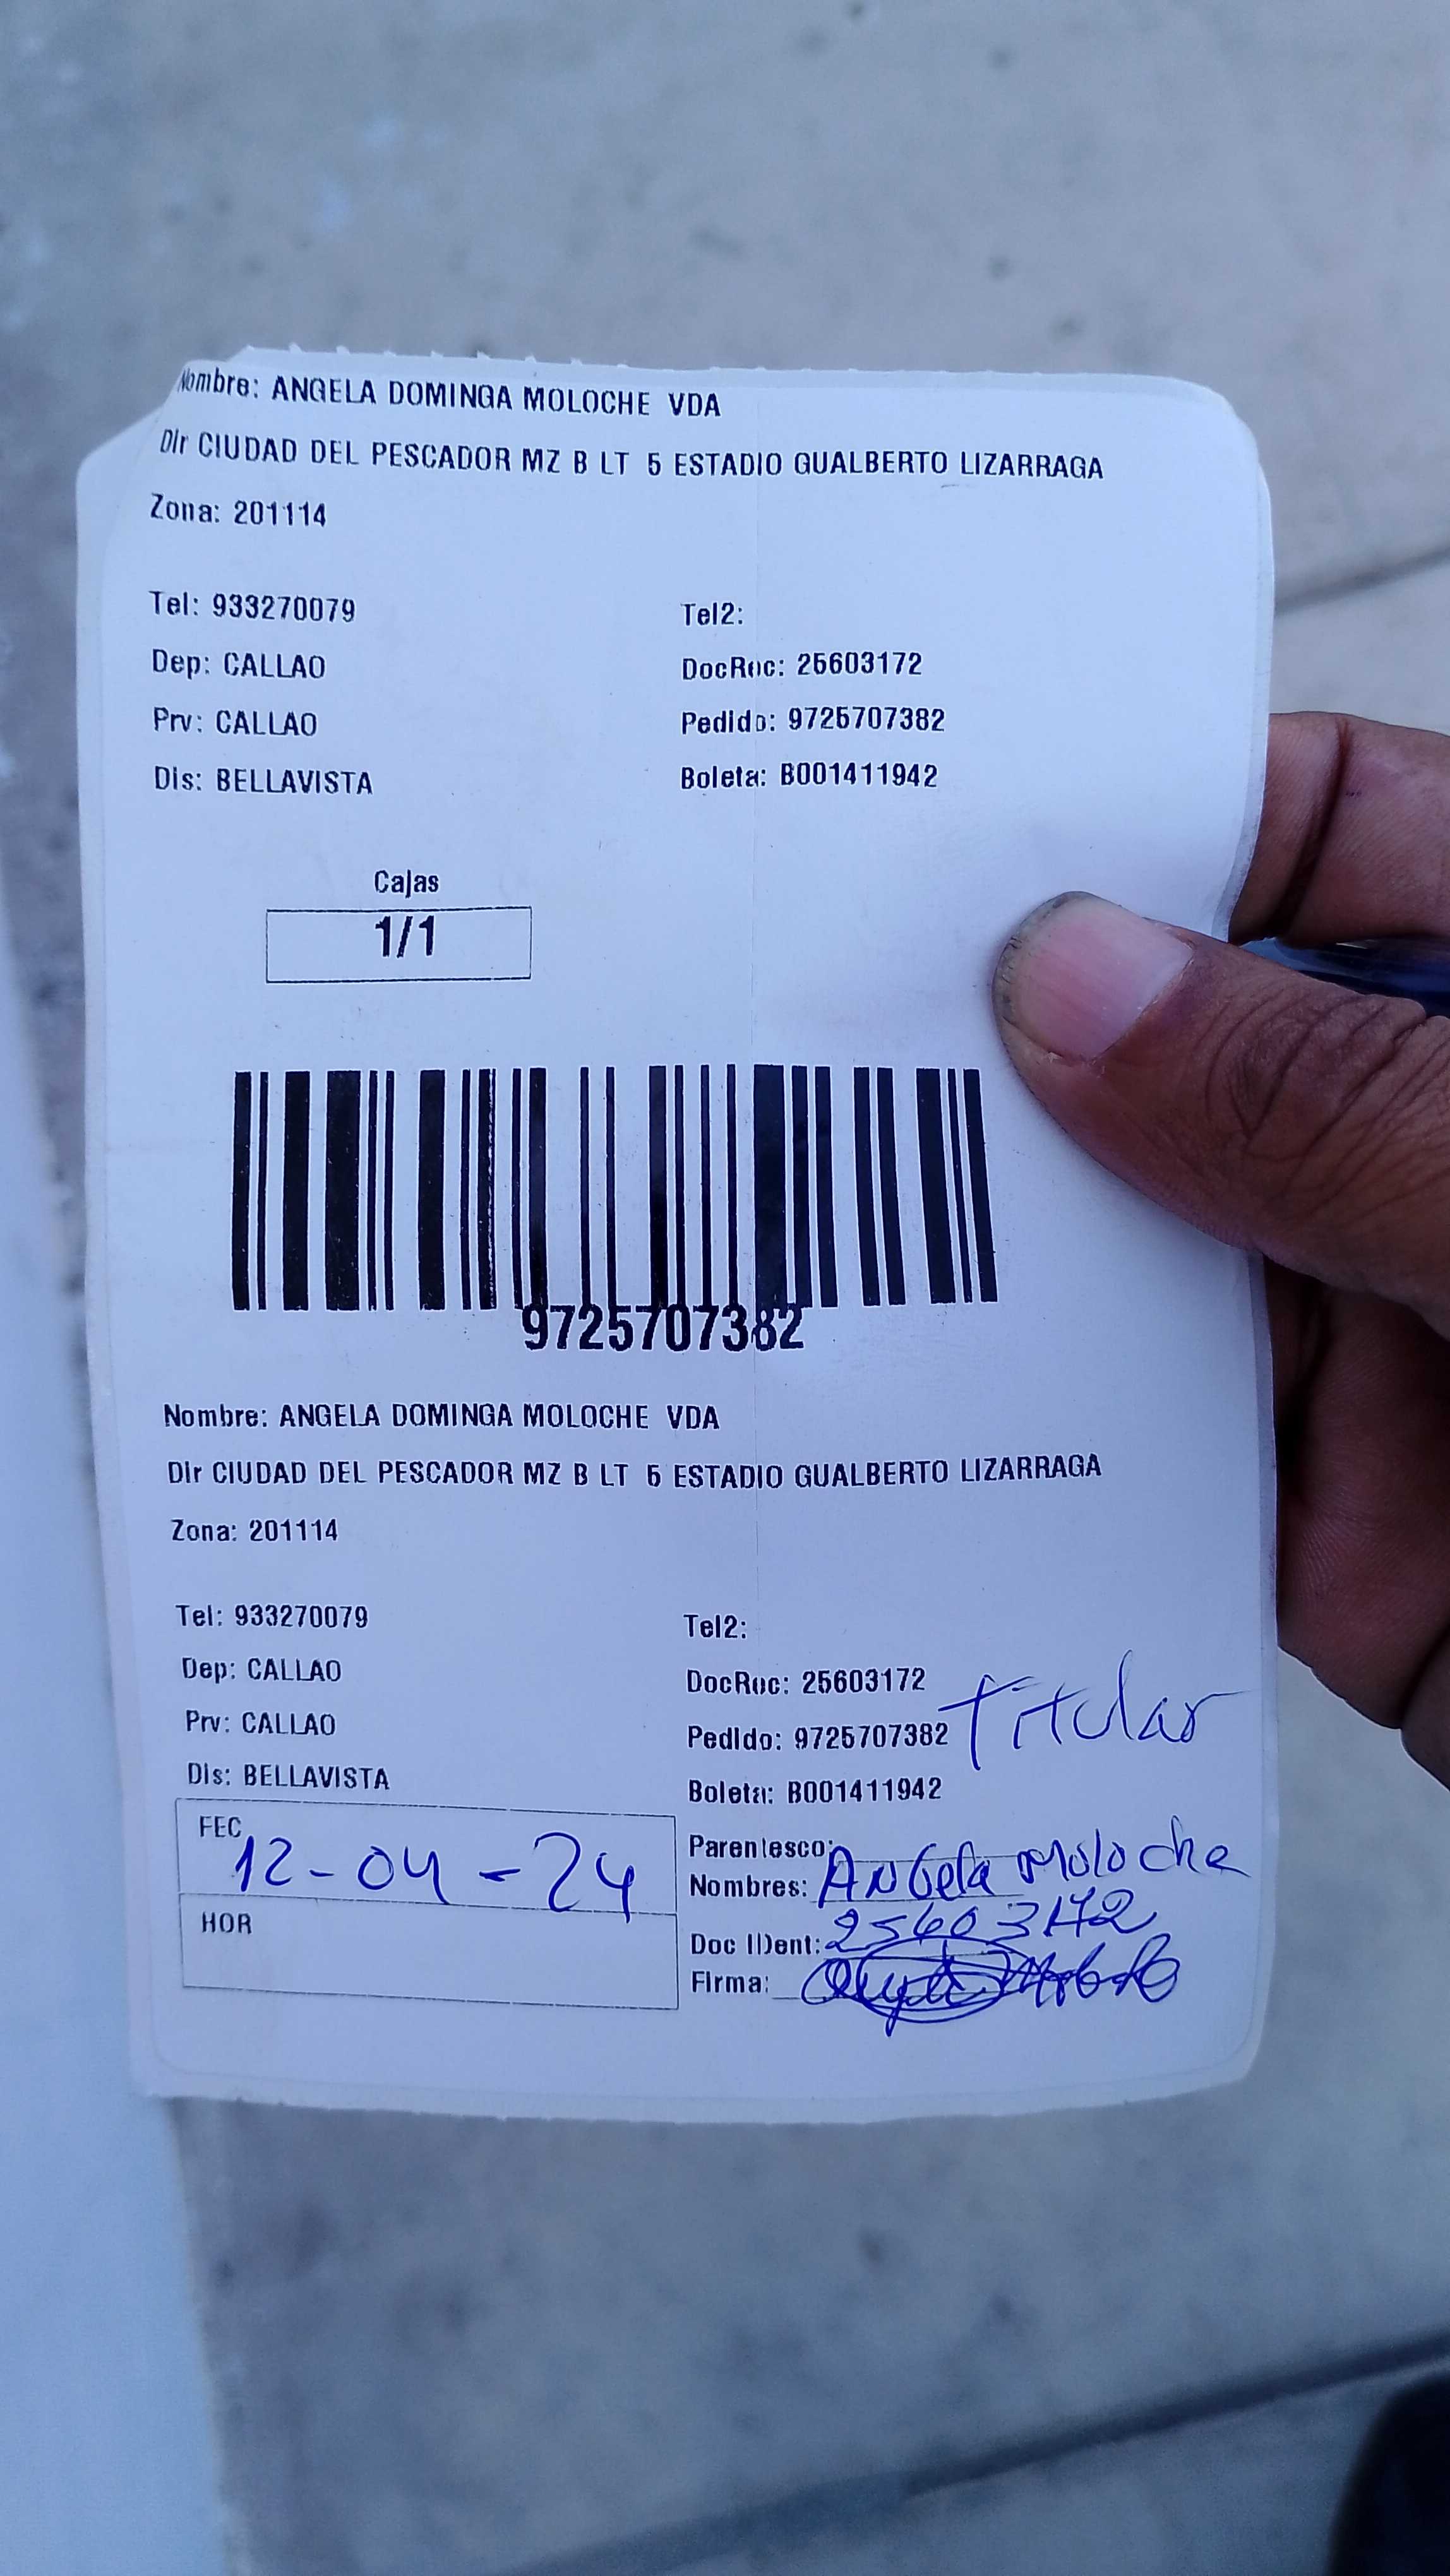 Nombre: ANGELA DOMINGA MOLOCHE VDA
Dir CIUDAD DEL PESCADOR MZ B LT 5 ESTADIO GUALBERTO LIZARRAGA
Zona: 201114
Tel: 933270079 Tel2:
Dep: CALLAO DocRec: 25603172
Prv: CALLAO Pedido: 9725707382
Dis: BELLAVISTA Boleta: B001411942
Cajas
1/1
9725707382
Nombre: ANGELA DOMINGA MOLOCHE VDA
Dir CIUDAD DEL PESCADOR MZ B LT 5 ESTADIO GUALBERTO LIZARRAGA
Zona: 201114
Tel: 933270079 Tel2:
Dep: CALLAO DocRec: 25603172
Prv: CALLAO Pedido: 9725707382 Titular
Dis: BELLAVISTA Boleta: B001411942
FEC 12-04-24 Parentesco:
Nombres: Angela Moloche
HOR Doc IDent: 25603172
Firma: